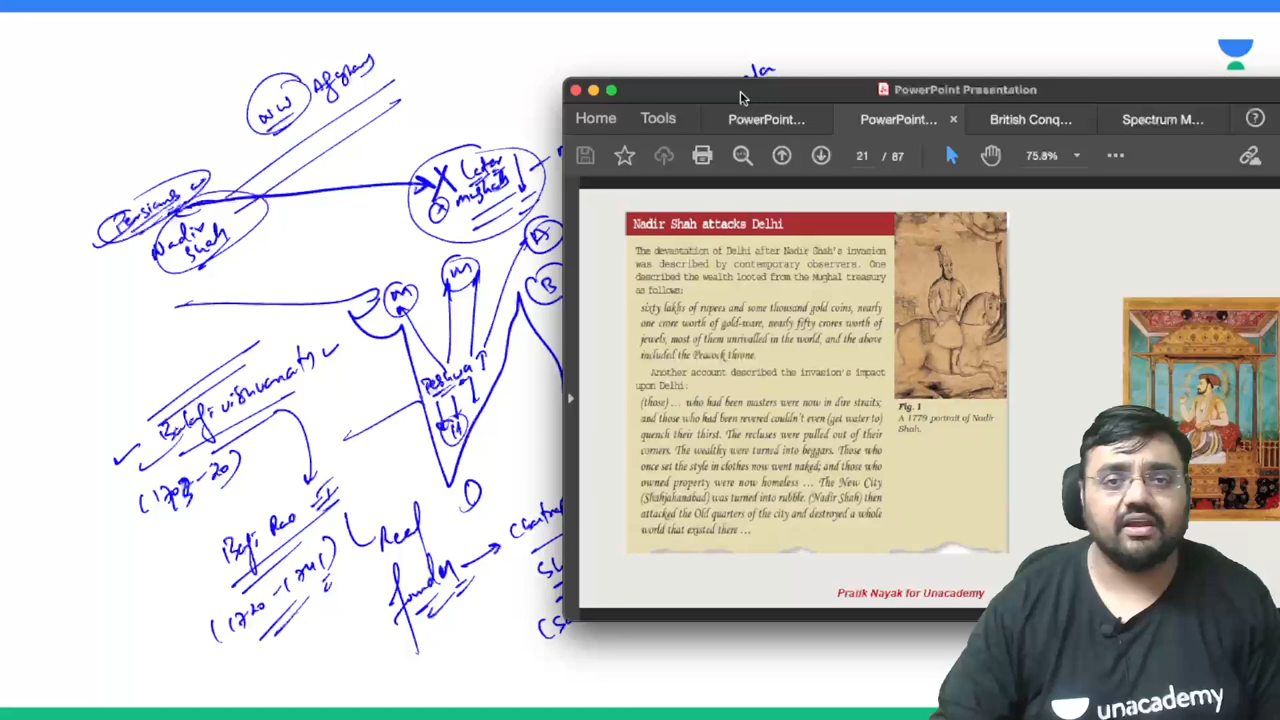 NW Afghans
Persians
Nadir
Shah
Later
Mughals
M
M
A
B
Peshwa
Balaji Vishwanath
(1713-20)
Baji Rao I
(1720-1741)
Real
founder
PowerPoint Presentation
Home Tools PowerPoint... PowerPoint... × British Conq... Spectrum M... ?
21 / 87 75.8%
Nadir Shah attacks Delhi
The devastation of Delhi after Nadir Shah's invasion
was described by contemporary observers. One
described the wealth looted from the Mughal treasury
as follows:
sixty lakhs of rupees and some thousand gold coins, nearly
one crore worth of gold-ware, nearly fifty crores worth of
jewels, most of them unrivalled in the world, and the above
included the Peacock throne.
Another account described the invasion's impact
upon Delhi:
(those) ... who had been masters were now in dire straits;
and those who had been revered couldn't even (get water to)
quench their thirst. The recluses were pulled out of their
corners. The wealthy were turned into beggars. Those who
once set the style in clothes now went naked; and those who
owned property were now homeless ... The New City
(Shahjahanabad) was turned into rubble. (Nadir Shah) then
attacked the Old quarters of the city and destroyed a whole
world that existed there ...
Fig. 1
A 1779 portrait of Nadir
Shah.
Pratik Nayak for Unacademy
unacademy